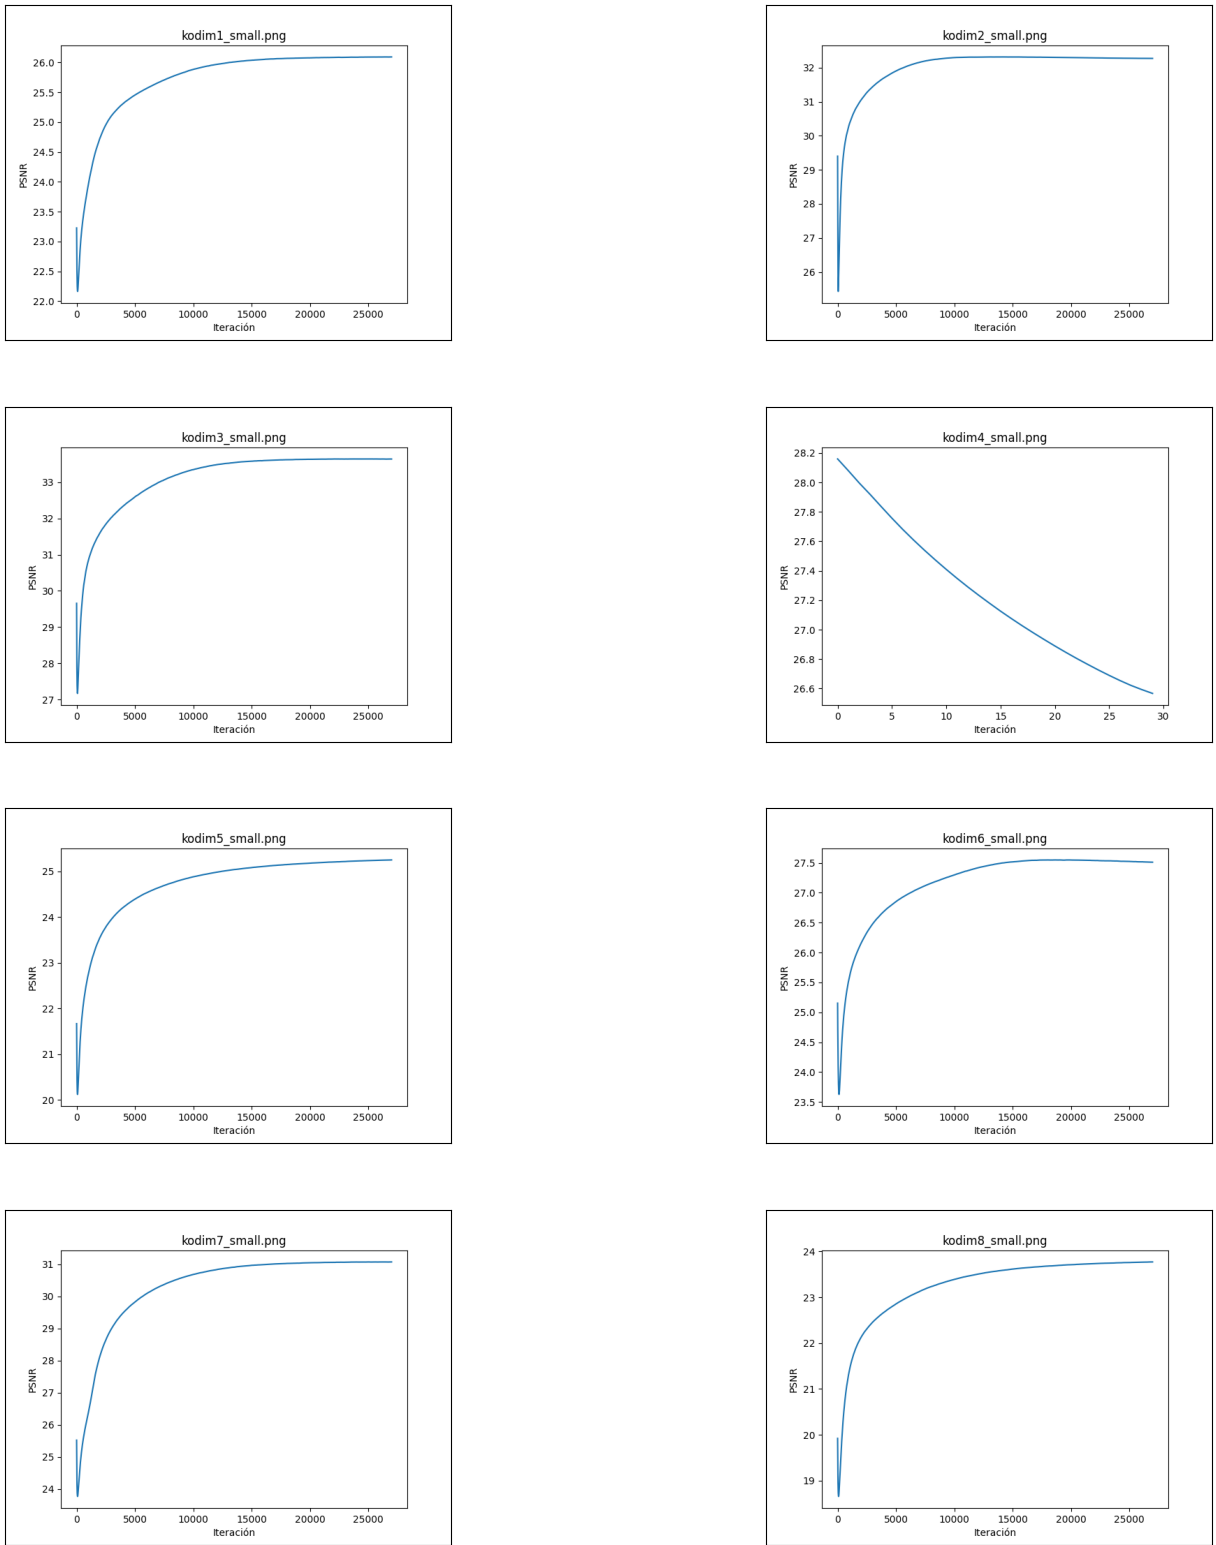 kodim1_small.png
26.0
25.5
25.0
24.5
24.0
23.5
23.0
22.5
22.0
PSNR
0 5000 10000 15000 20000 25000
Iteración
kodim2_small.png
32
31
30
29
28
27
26
PSNR
0 5000 10000 15000 20000 25000
Iteración
kodim3_small.png
33
32
31
30
29
28
27
PSNR
0 5000 10000 15000 20000 25000
Iteración
kodim4_small.png
28.2
28.0
27.8
27.6
27.4
27.2
27.0
26.8
26.6
PSNR
0 5 10 15 20 25 30
Iteración
kodim5_small.png
25
24
23
22
21
20
PSNR
0 5000 10000 15000 20000 25000
Iteración
kodim6_small.png
27.5
27.0
26.5
26.0
25.5
25.0
24.5
24.0
23.5
PSNR
0 5000 10000 15000 20000 25000
Iteración
kodim7_small.png
31
30
29
28
27
26
25
24
PSNR
0 5000 10000 15000 20000 25000
Iteración
kodim8_small.png
24
23
22
21
20
19
PSNR
0 5000 10000 15000 20000 25000
Iteración